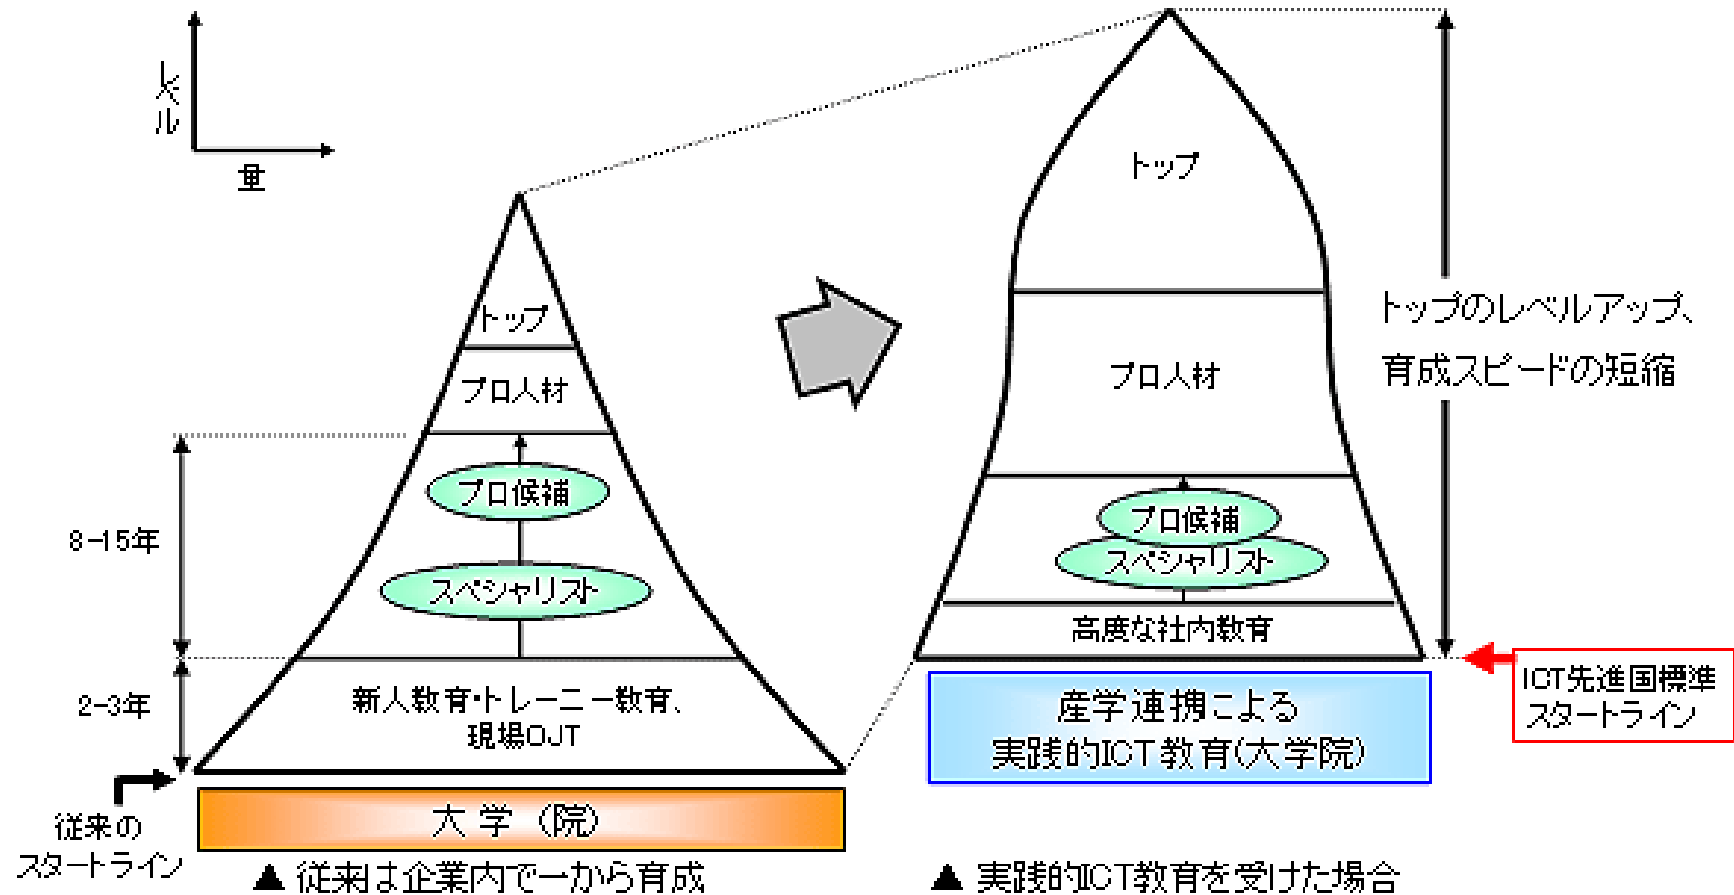 レベル
量
トップ
プロ人材
プロ候補
スペシャリスト
8-15年
2-3年
新人教育・トレーニー教育、
現場OJT
従来の
スタートライン
大学（院）
▲ 従来は企業内で一から育成
トップ
プロ人材
プロ候補
スペシャリスト
高度な社内教育
産学連携による
実践的ICT教育(大学院)
▲ 実践的ICT教育を受けた場合
トップのレベルアップ、
育成スピードの短縮
ICT先進国標準
スタートライン